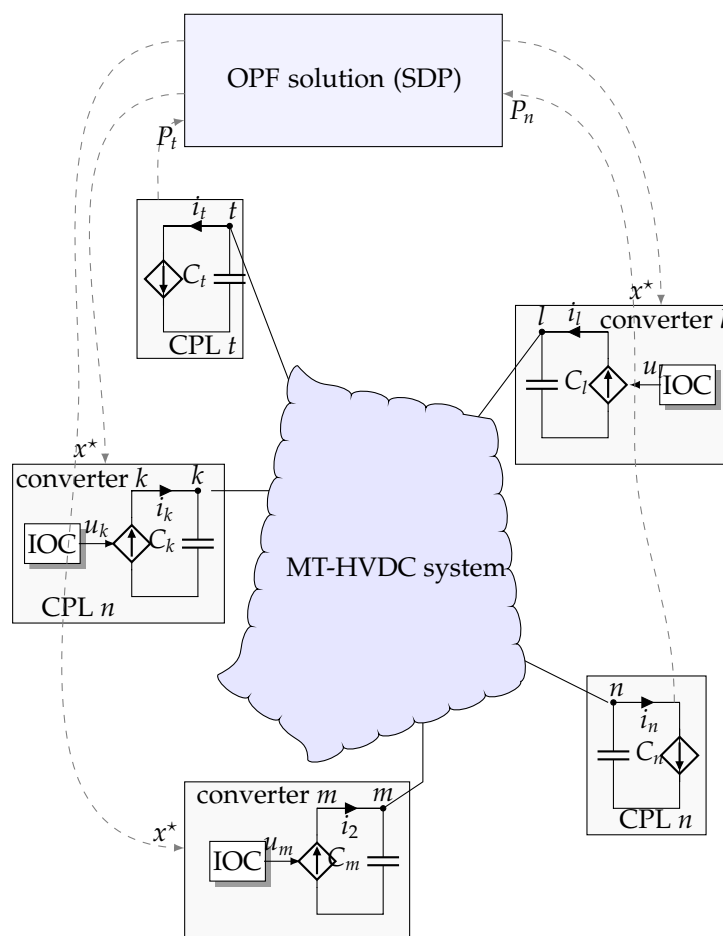 OPF solution (SDP)
P_t
P_n
i_t t
C_t
CPL t
x*
l i_l converter l
C_l u_l IOC
x*
converter k k
i_k
IOC u_k C_k
CPL n
MT-HVDC system
n
i_n
C_n
CPL n
converter m m
x*
i_2
IOC u_m C_m